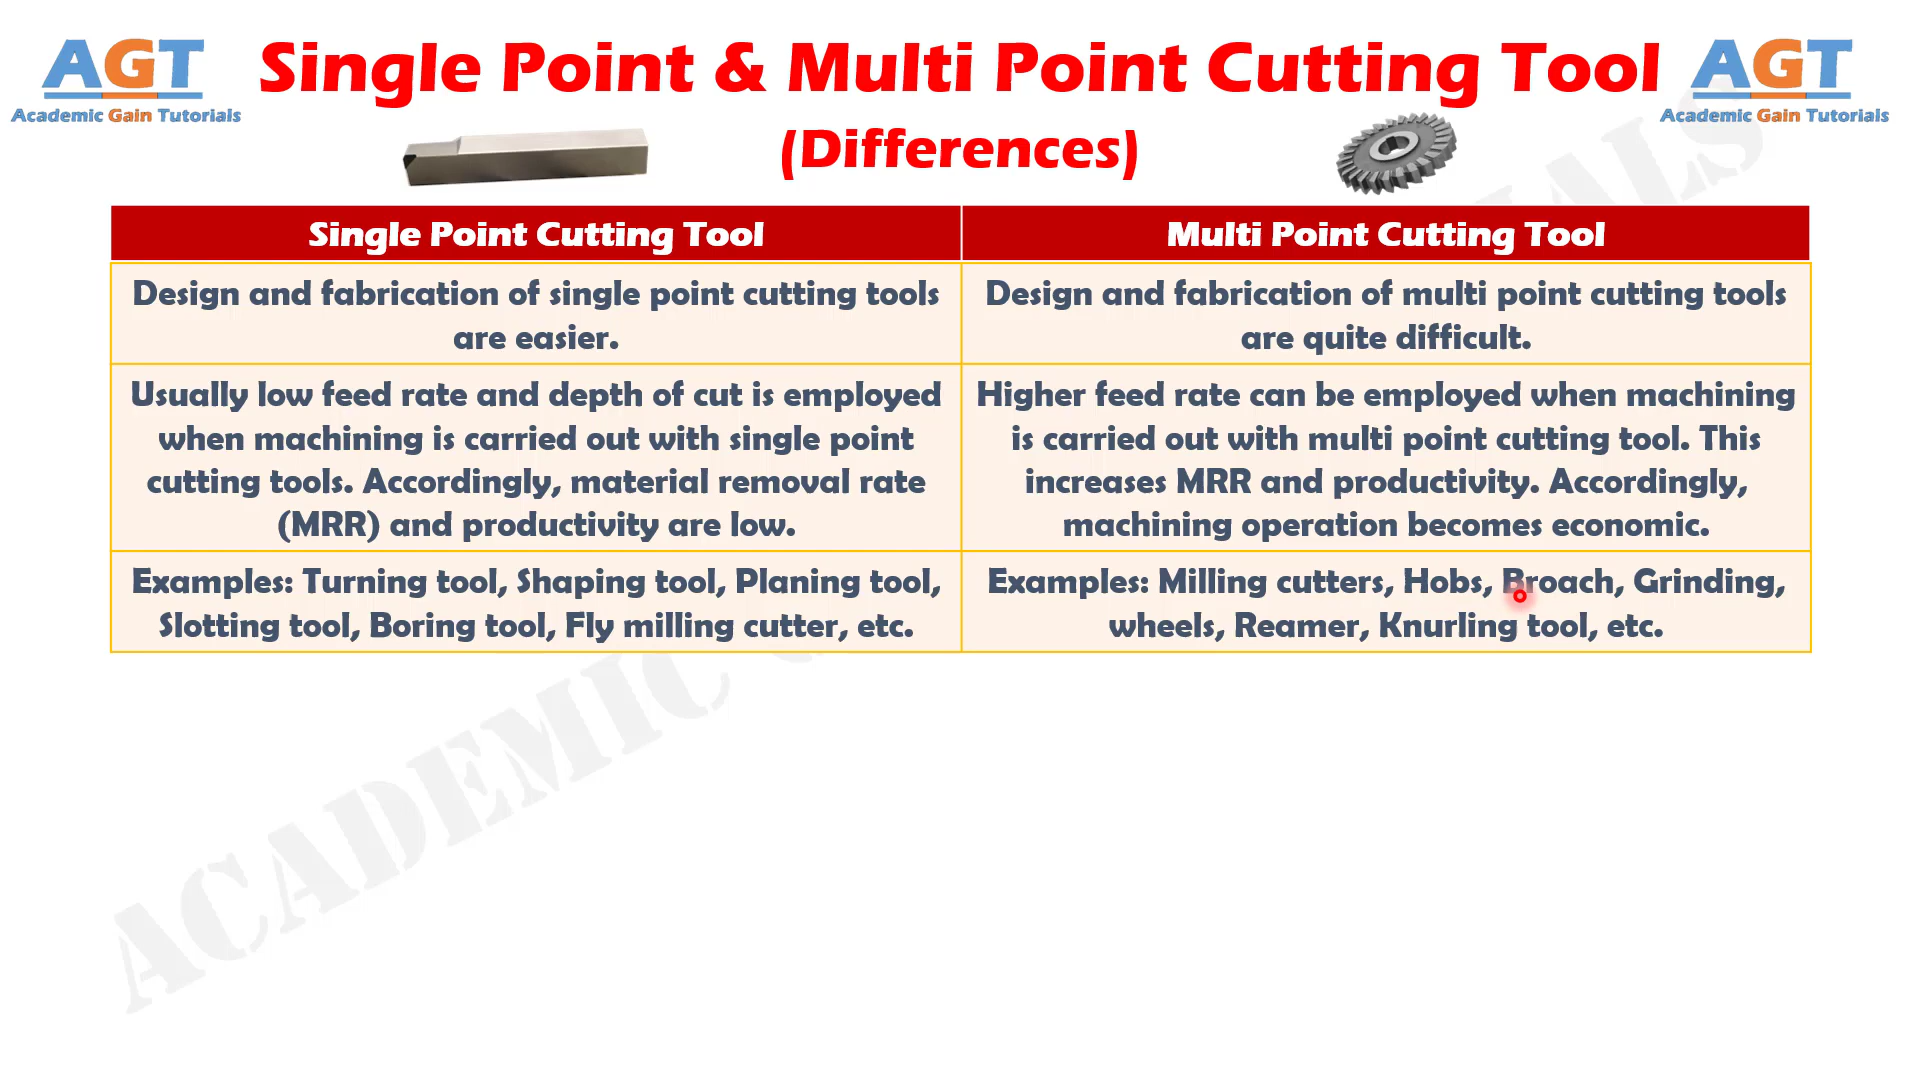 AGT
Academic Gain Tutorials
Single Point & Multi Point Cutting Tool
(Differences)
AGT
Academic Gain Tutorials
Single Point Cutting Tool
Multi Point Cutting Tool
Design and fabrication of single point cutting tools
are easier.
Design and fabrication of multi point cutting tools
are quite difficult.
Usually low feed rate and depth of cut is employed
when machining is carried out with single point
cutting tools. Accordingly, material removal rate
(MRR) and productivity are low.
Higher feed rate can be employed when machining
is carried out with multi point cutting tool. This
increases MRR and productivity. Accordingly,
machining operation becomes economic.
Examples: Turning tool, Shaping tool, Planing tool,
Slotting tool, Boring tool, Fly milling cutter, etc.
Examples: Milling cutters, Hobs, Broach, Grinding,
wheels, Reamer, Knurling tool, etc.
ACADEMIC